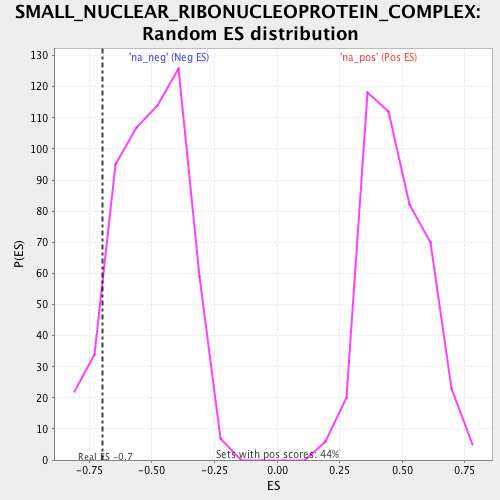 SMALL_NUCLEAR_RIBONUCLEOPROTEIN_COMPLEX:
Random ES distribution
'na_neg' (Neg ES)
'na_pos' (Pos ES)
130
120
110
100
90
80
70
60
50
40
30
20
10
0
P(ES)
Real ES -0.7
Sets with pos scores: 44%
-0.75
-0.50
-0.25
0.00
0.25
0.50
0.75
ES